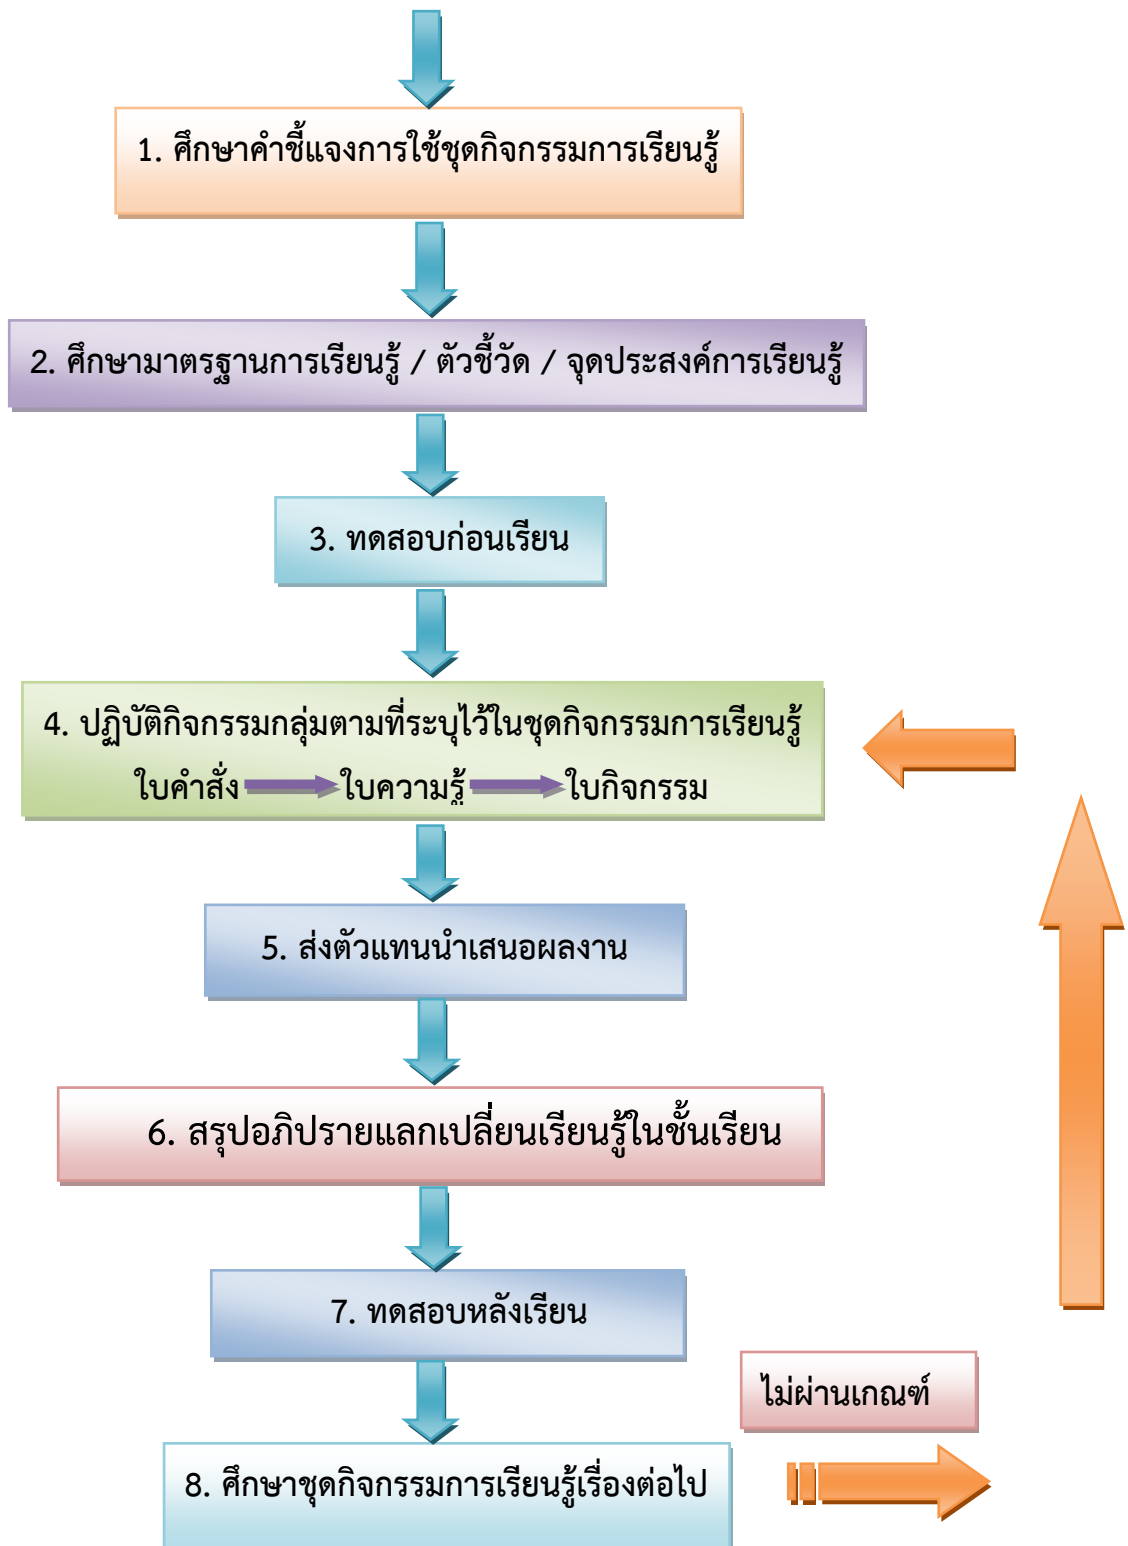 1. ศึกษาคำชี้แจงการใช้ชุดกิจกรรมการเรียนรู้
2. ศึกษามาตรฐานการเรียนรู้ / ตัวชี้วัด / จุดประสงค์การเรียนรู้
3. ทดสอบก่อนเรียน
4. ปฏิบัติกิจกรรมกลุ่มตามที่ระบุไว้ในชุดกิจกรรมการเรียนรู้
ใบคำสั่ง ใบความรู้ ใบกิจกรรม
5. ส่งตัวแทนนำเสนอผลงาน
6. สรุปอภิปรายแลกเปลี่ยนเรียนรู้ในชั้นเรียน
7. ทดสอบหลังเรียน
ไม่ผ่านเกณฑ์
8. ศึกษาชุดกิจกรรมการเรียนรู้เรื่องต่อไป